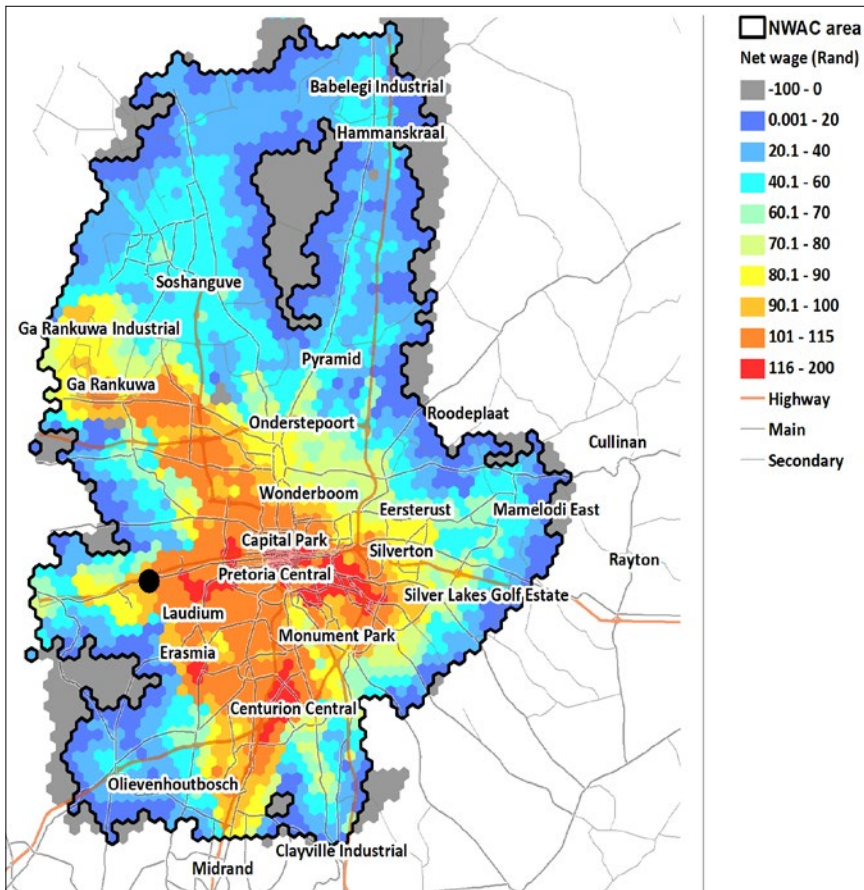 NWAC area
Net wage (Rand)
-100 - 0
0.001 - 20
20.1 - 40
40.1 - 60
60.1 - 70
70.1 - 80
80.1 - 90
90.1 - 100
101 - 115
116 - 200
Highway
Main
Secondary
Babelegi Industrial
Hammanskraal
Soshanguve
Ga Rankuwa Industrial
Pyramid
Ga Rankuwa
Roodeplaat
Onderstepoort
Cullinan
Wonderboom
Eersterust
Mamelodi East
Capital Park
Silverton
Rayton
Pretoria Central
Silver Lakes Golf Estate
Laudium
Monument Park
Erasmia
Centurion Central
Olievenhoutbosch
Clayville Industrial
Midrand